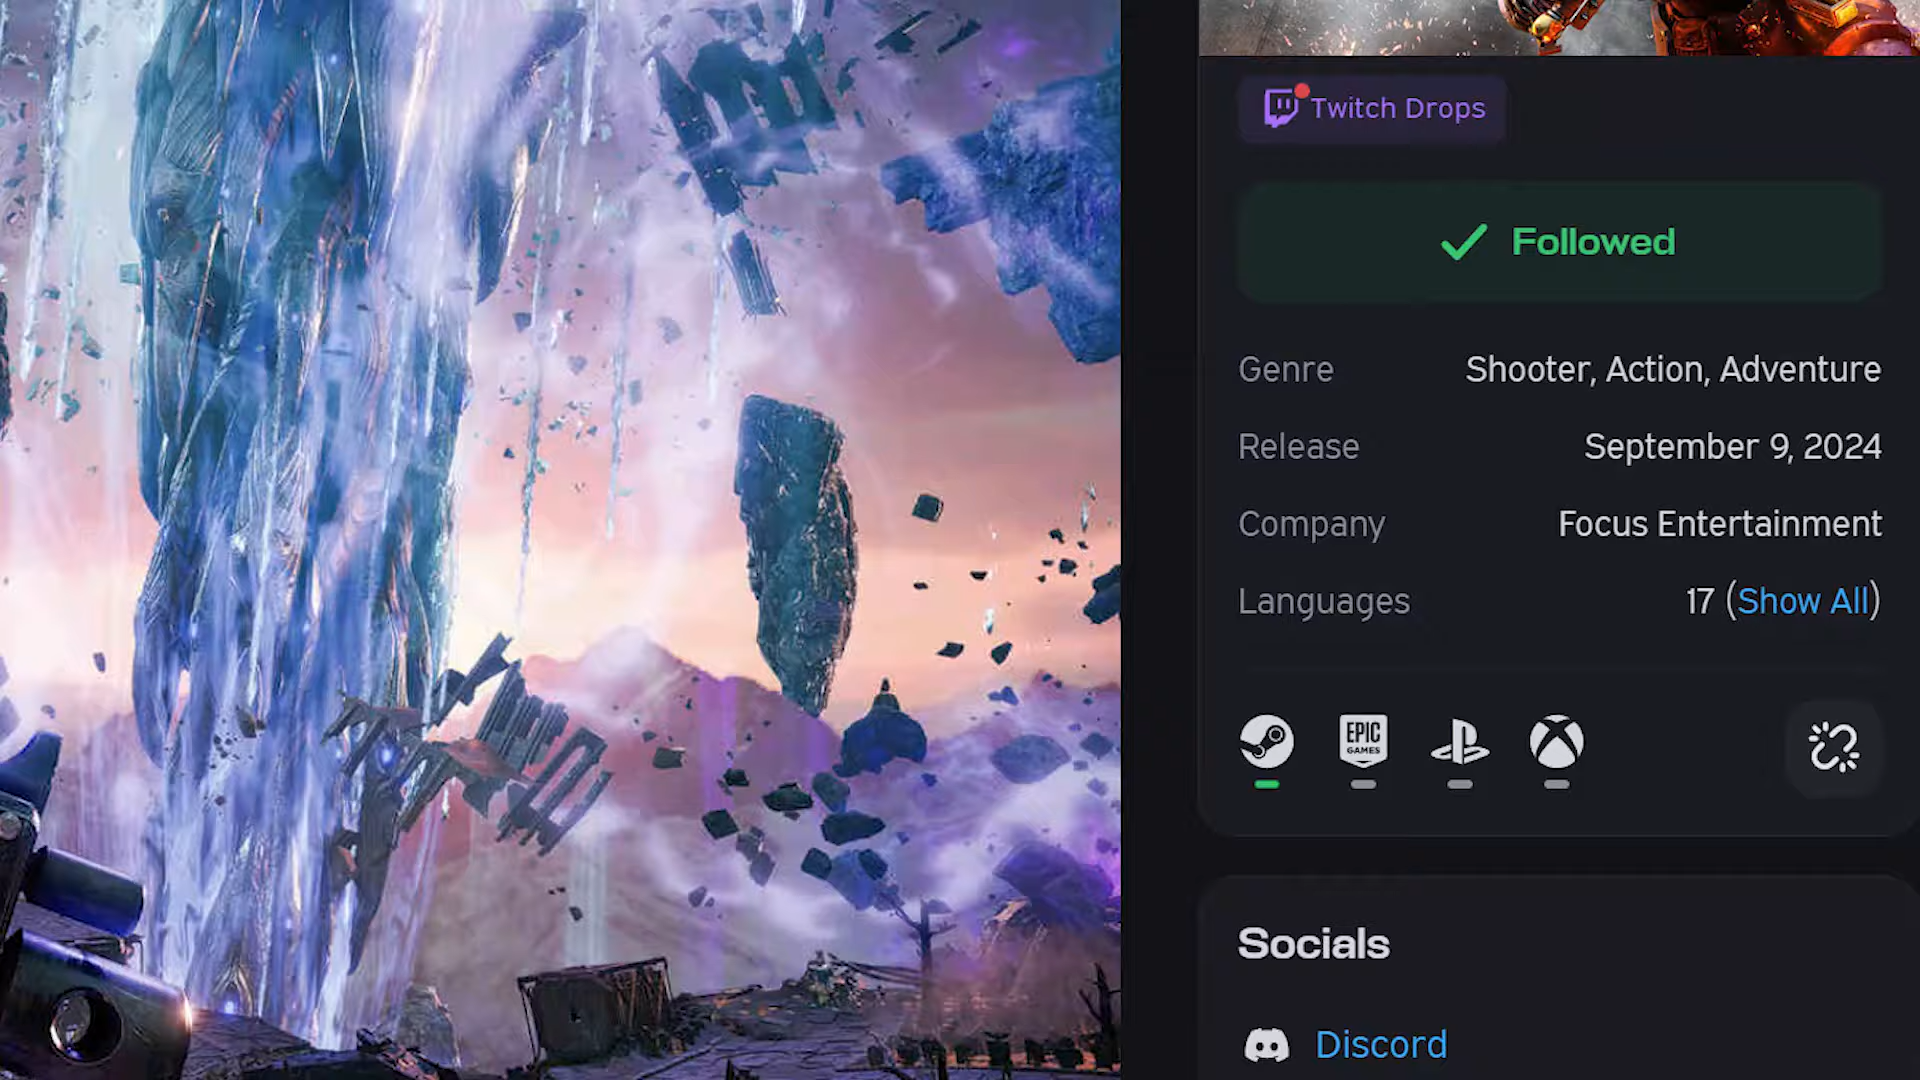 Twitch Drops
Followed
Genre Shooter, Action, Adventure
Release September 9, 2024
Company Focus Entertainment
Languages 17 (Show All)
EPIC
GAMES
Socials
Discord